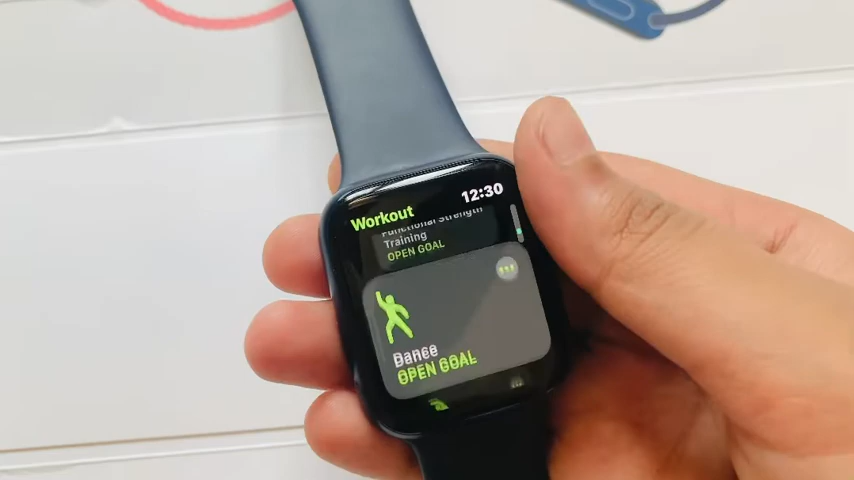 12:30
Workout
Functional Strength
Training
OPEN GOAL
Dance
OPEN GOAL